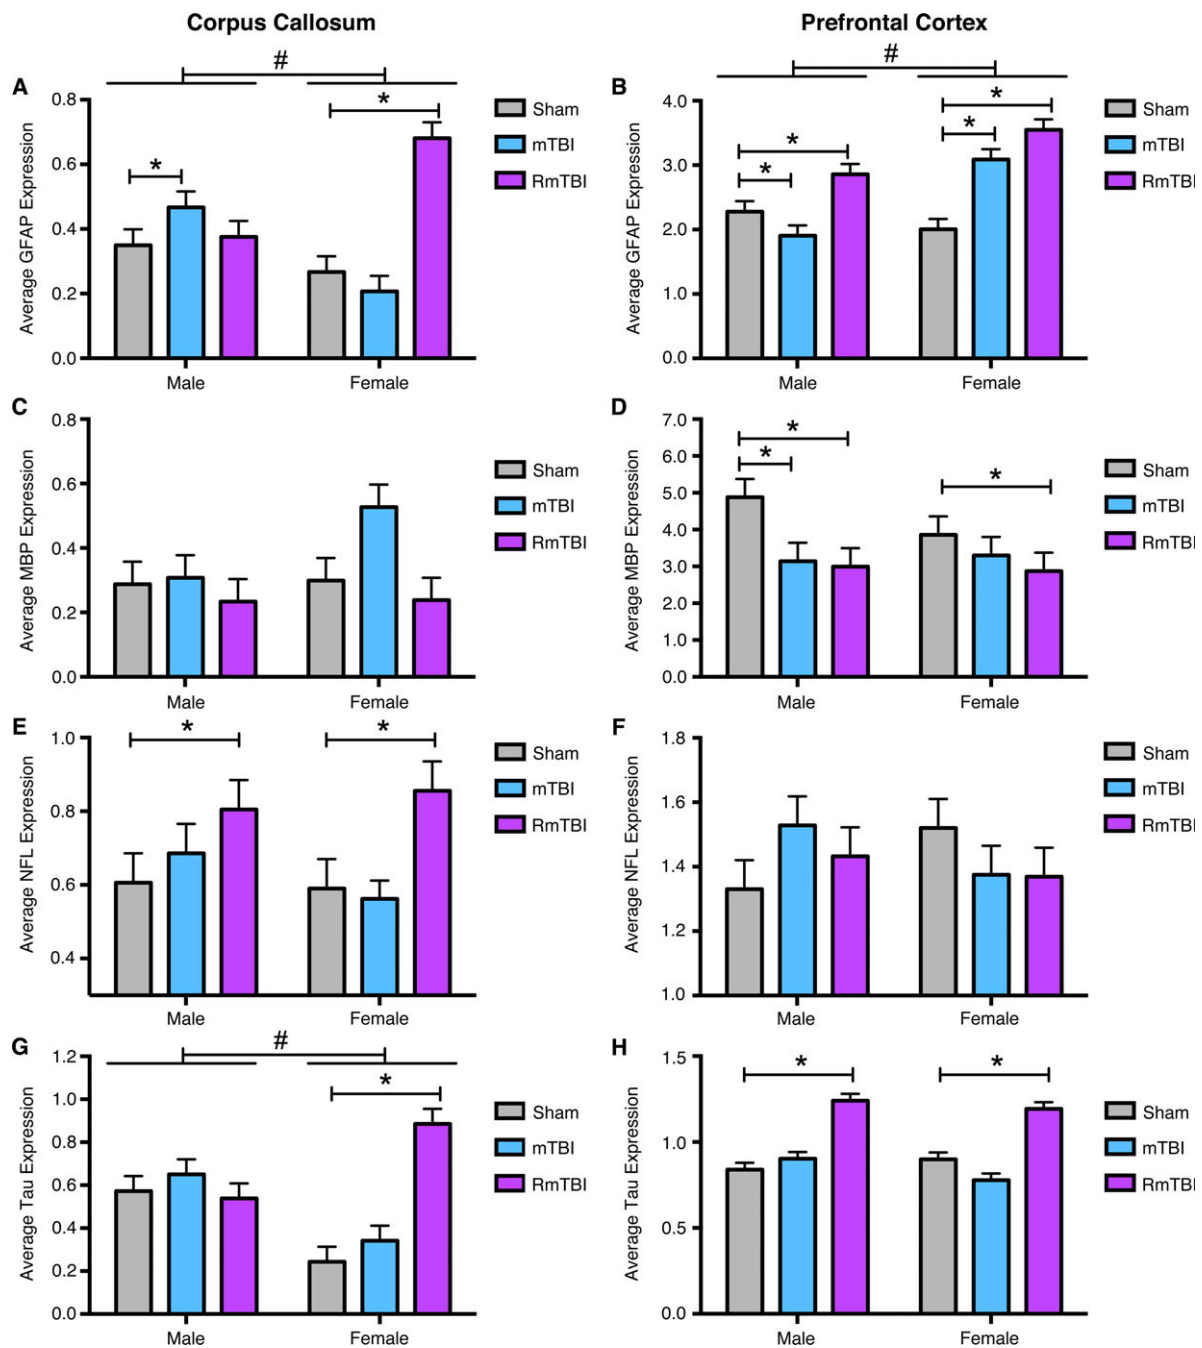 Corpus Callosum
Prefrontal Cortex
A
#
*
*
Average GFAP Expression
0.8
0.6
0.4
0.2
0.0
Male
Female
Sham
mTBI
RmTBI
B
#
*
*
*
*
Average GFAP Expression
4.0
3.0
2.0
1.0
0.0
Male
Female
Sham
mTBI
RmTBI
C
Average MBP Expression
0.8
0.6
0.4
0.2
0.0
Male
Female
Sham
mTBI
RmTBI
D
*
*
*
Average MBP Expression
7.0
6.0
5.0
4.0
3.0
2.0
1.0
0.0
Male
Female
Sham
mTBI
RmTBI
E
*
*
Average NFL Expression
1.0
0.8
0.6
0.4
Male
Female
Sham
mTBI
RmTBI
F
Average NFL Expression
1.8
1.6
1.4
1.2
1.0
Male
Female
Sham
mTBI
RmTBI
G
#
*
Average Tau Expression
1.2
1.0
0.8
0.6
0.4
0.2
0.0
Male
Female
Sham
mTBI
RmTBI
H
*
*
Average Tau Expression
1.5
1.0
0.5
0.0
Male
Female
Sham
mTBI
RmTBI